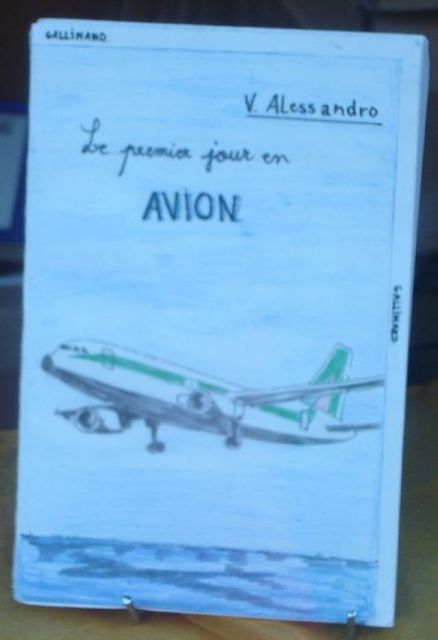 GALLIMARD
V. ALessandro
Le premier jour en
AVION
GALLIMARD